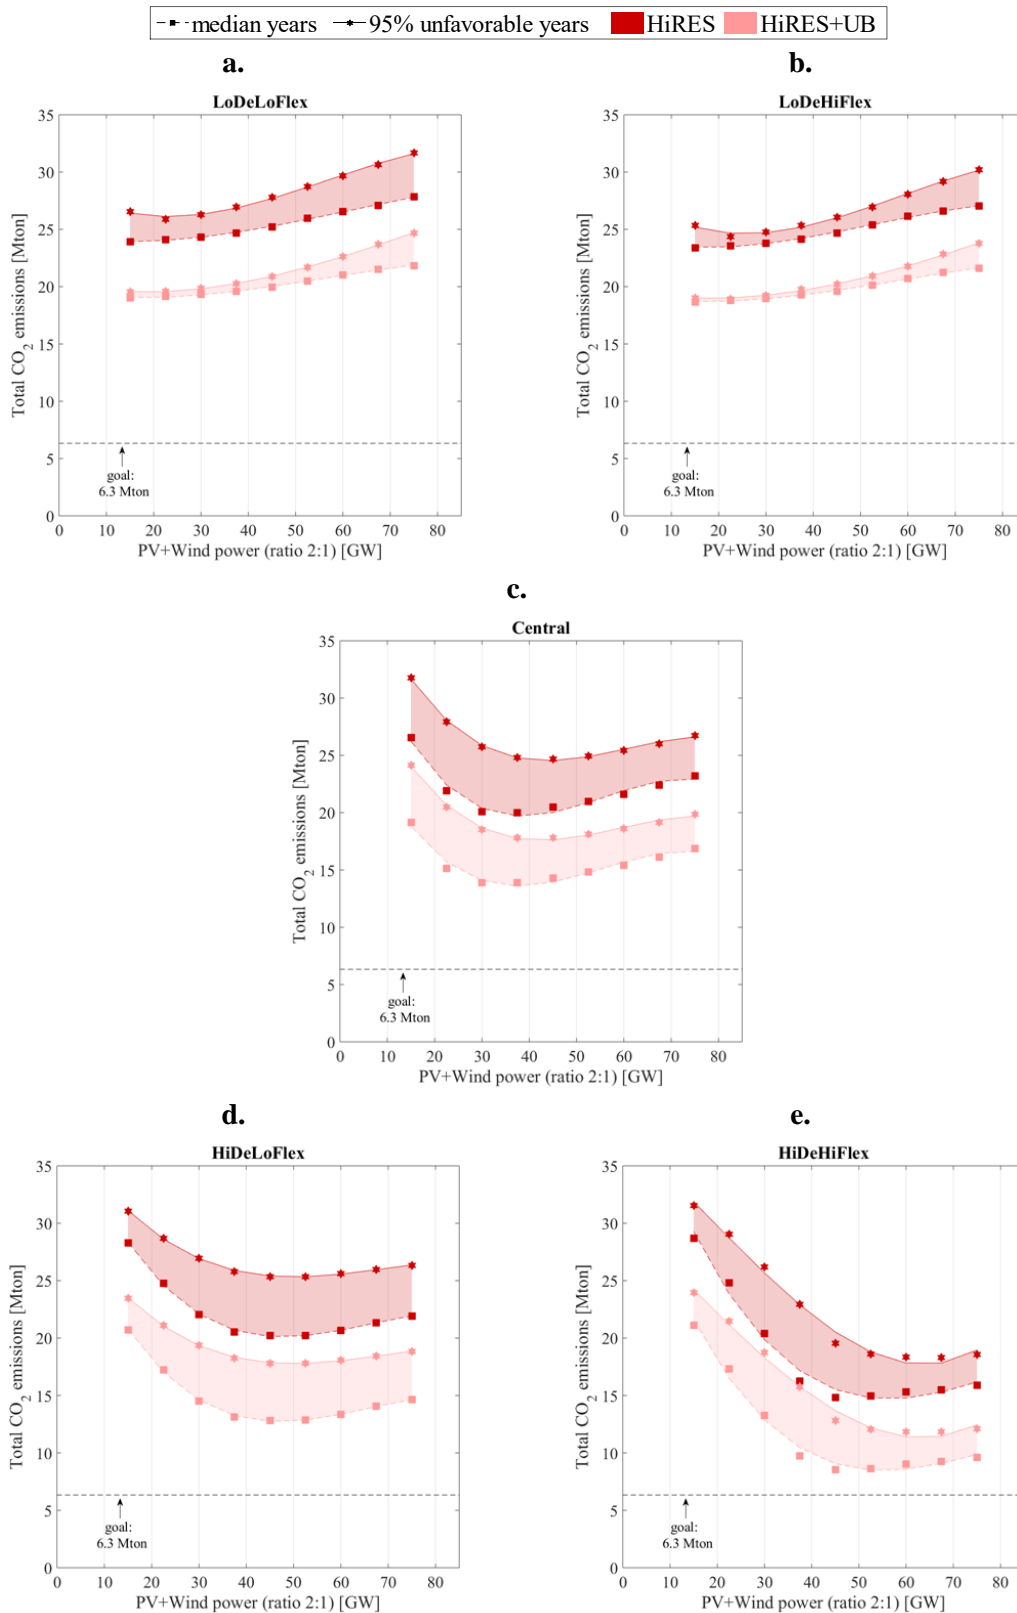 median years 95% unfavorable years HiRES HiRES+UB
a.
LoDeLoFlex
Total CO2 emissions [Mton]
35
30
25
20
15
10
5
0
goal:
6.3 Mton
0 10 20 30 40 50 60 70 80
PV+Wind power (ratio 2:1) [GW]
b.
LoDeHiFlex
Total CO2 emissions [Mton]
35
30
25
20
15
10
5
0
goal:
6.3 Mton
0 10 20 30 40 50 60 70 80
PV+Wind power (ratio 2:1) [GW]
c.
Central
Total CO2 emissions [Mton]
35
30
25
20
15
10
5
0
goal:
6.3 Mton
0 10 20 30 40 50 60 70 80
PV+Wind power (ratio 2:1) [GW]
d.
HiDeLoFlex
Total CO2 emissions [Mton]
35
30
25
20
15
10
5
0
goal:
6.3 Mton
0 10 20 30 40 50 60 70 80
PV+Wind power (ratio 2:1) [GW]
e.
HiDeHiFlex
Total CO2 emissions [Mton]
35
30
25
20
15
10
5
0
goal:
6.3 Mton
0 10 20 30 40 50 60 70 80
PV+Wind power (ratio 2:1) [GW]